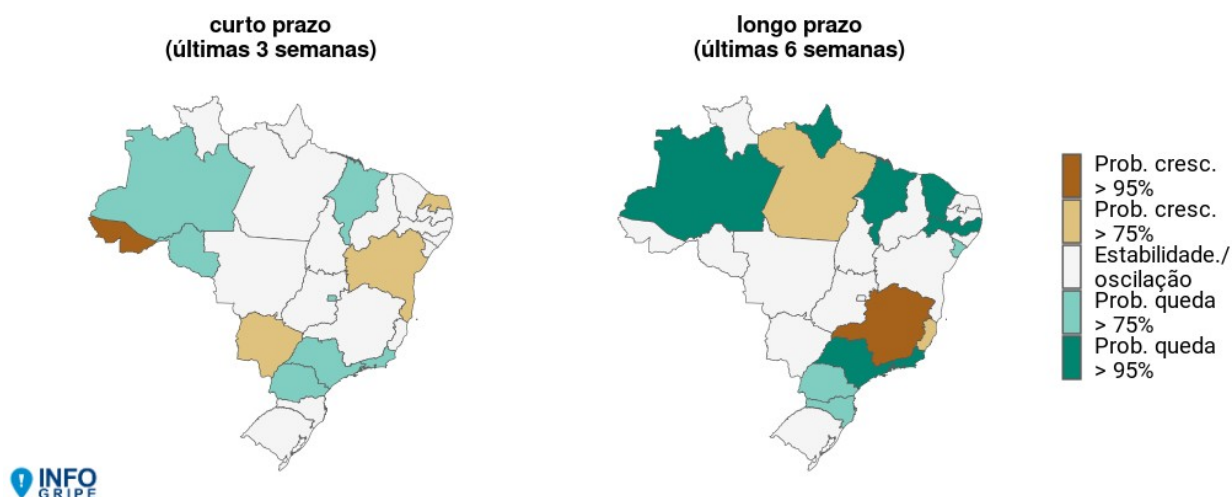 curto prazo
(últimas 3 semanas)
longo prazo
(últimas 6 semanas)
Prob. cresc.
> 95%
Prob. cresc.
> 75%
Estabilidade./
oscilação
Prob. queda
> 75%
Prob. queda
> 95%
INFO
GRIPE